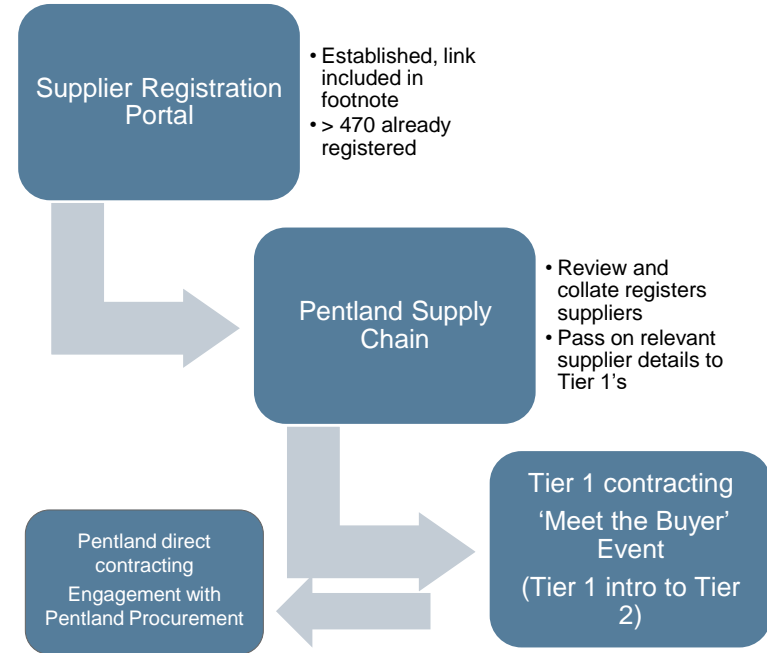 Supplier Registration
Portal
• Established, link
included in
footnote
• > 470 already
registered
Pentland Supply
Chain
• Review and
collate registers
suppliers
• Pass on relevant
supplier details to
Tier 1's
Tier 1 contracting
‘Meet the Buyer’
Event
(Tier 1 intro to Tier
2)
Pentland direct
contracting
Engagement with
Pentland Procurement